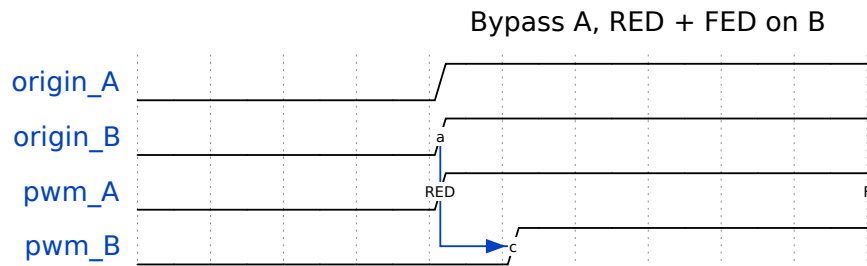 Bypass A, RED + FED on B
origin_A
origin_B
a
pwm_A
RED
pwm_B
c